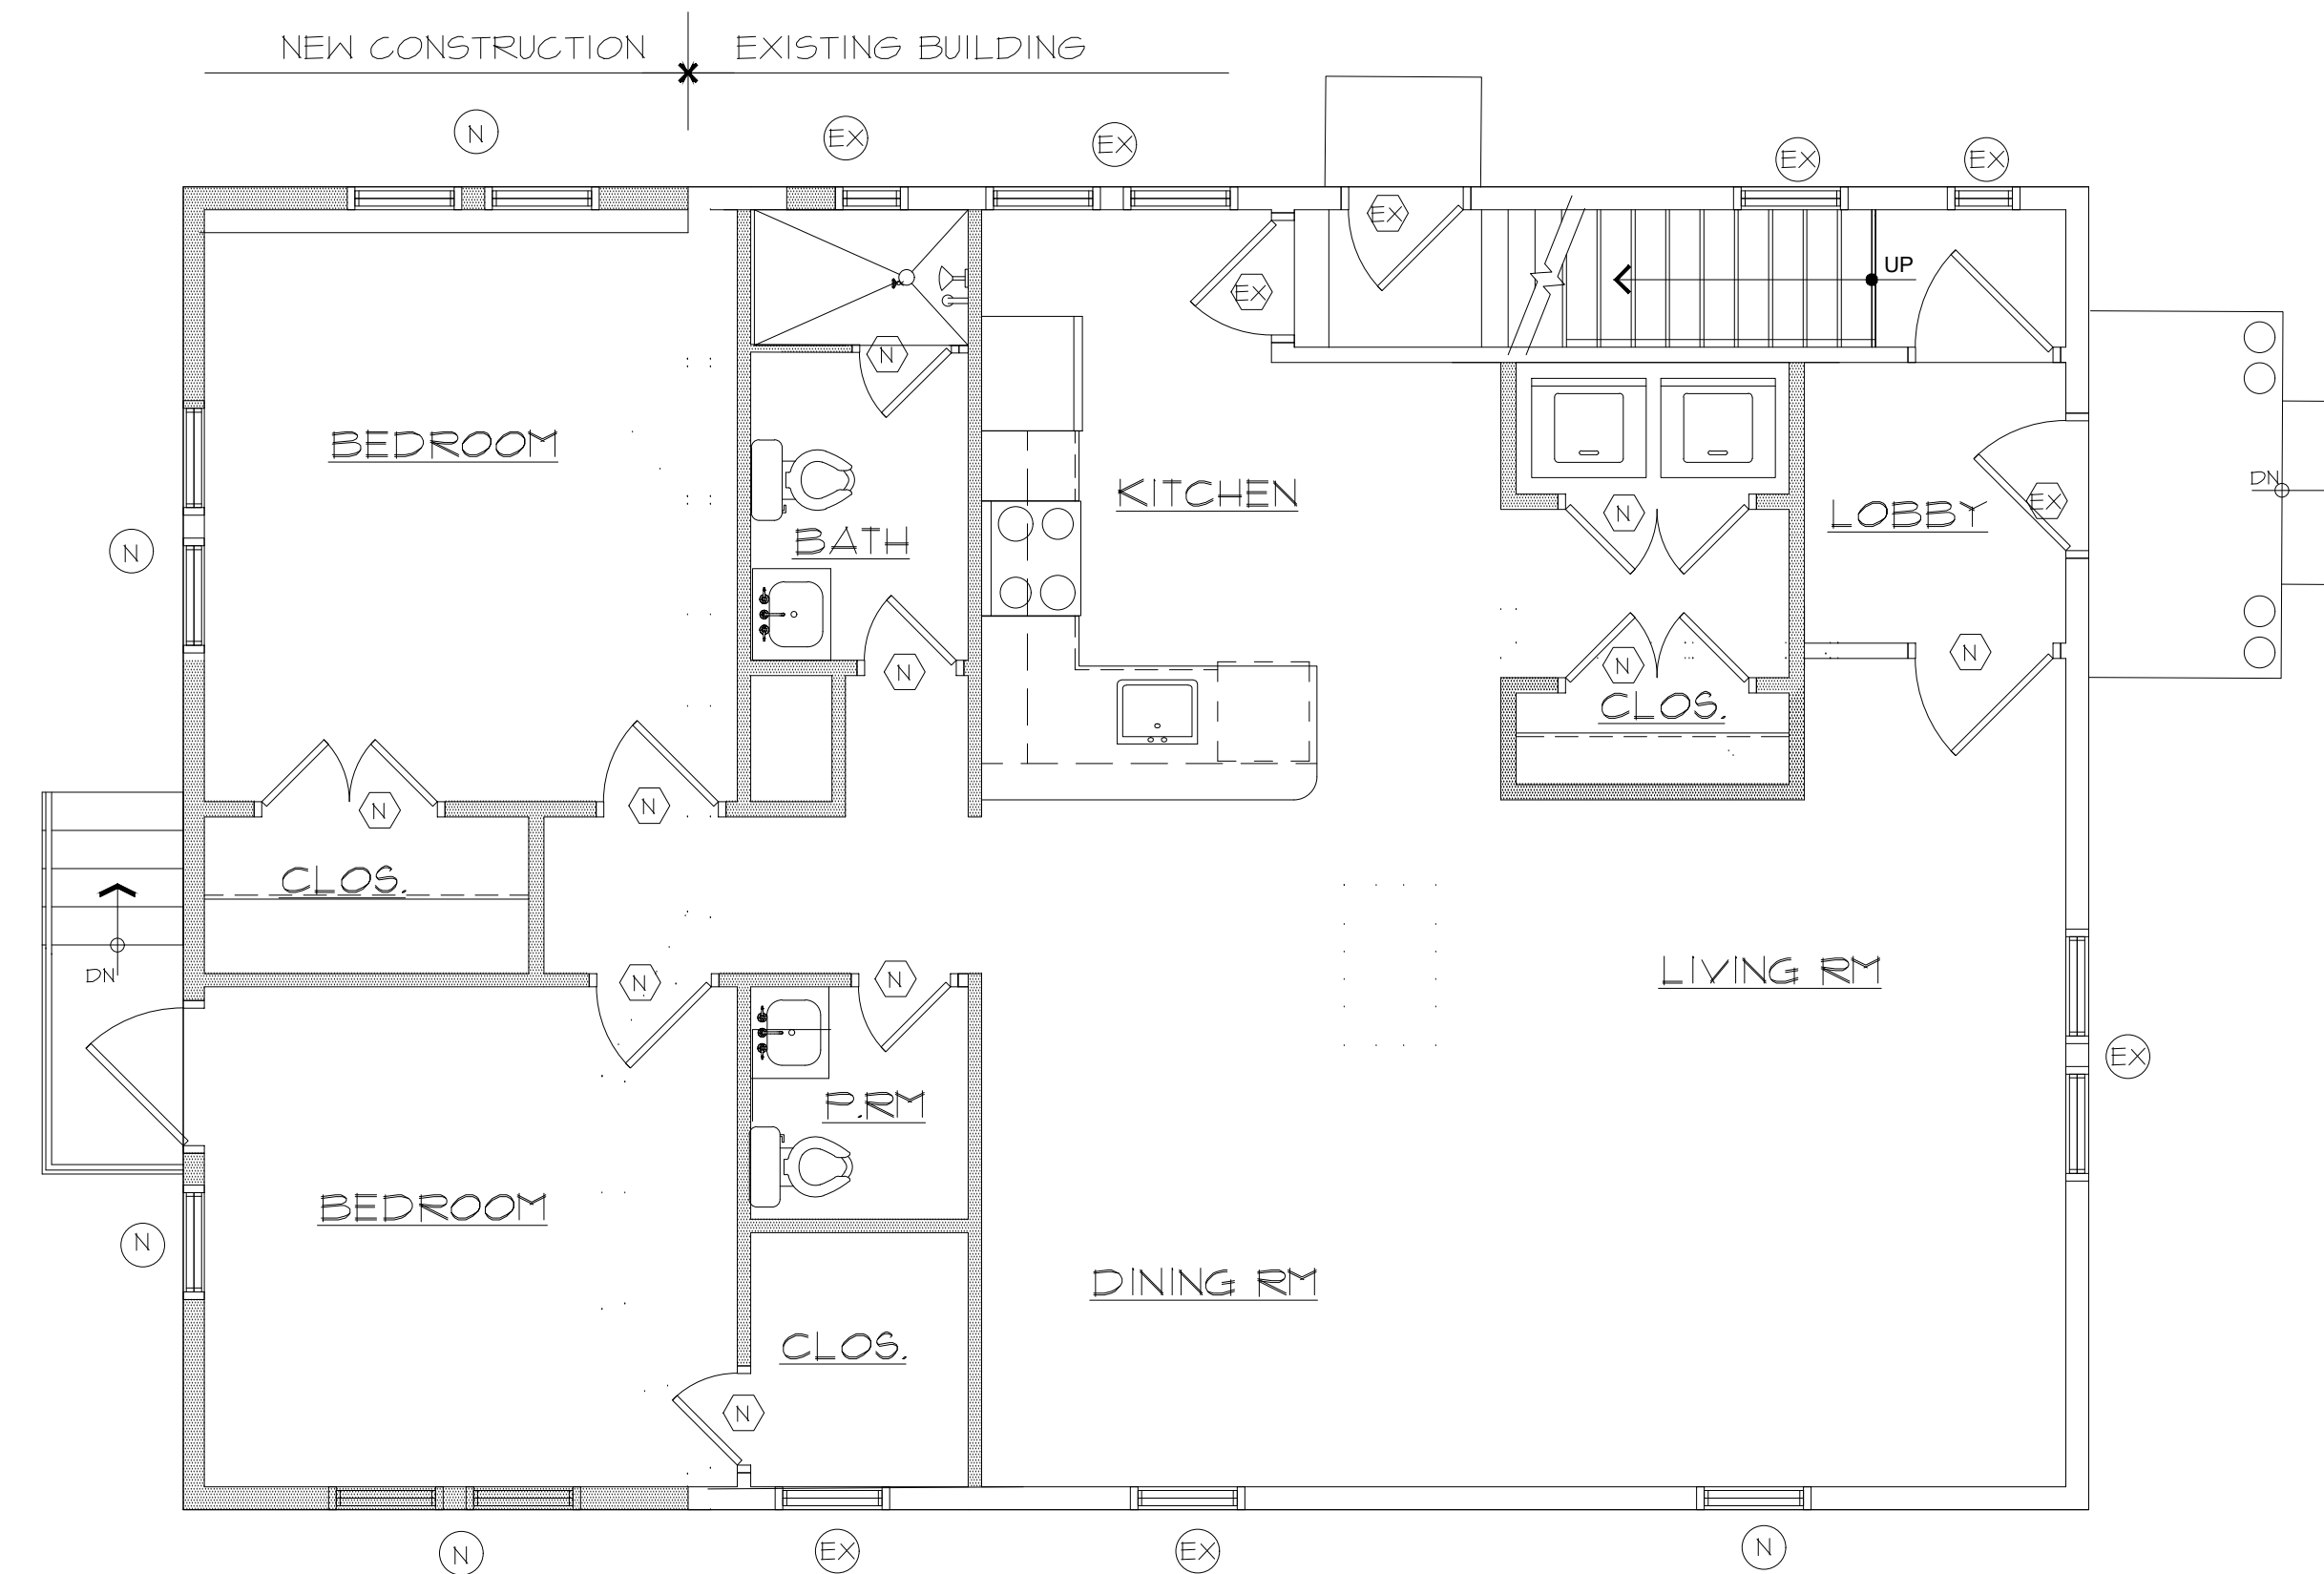 NEW CONSTRUCTION
EXISTING BUILDING
N
EX
EX
EX
EX
EX
UP
EX
N
BEDROOM
KITCHEN
DN
EX
LOBBY
N
BATH
N
N
N
N
CLOS.
N
N
CLOS.
LIVING RM
DN
N
N
EX
P.RM
BEDROOM
N
DINING RM
CLOS.
N
N
EX
EX
N